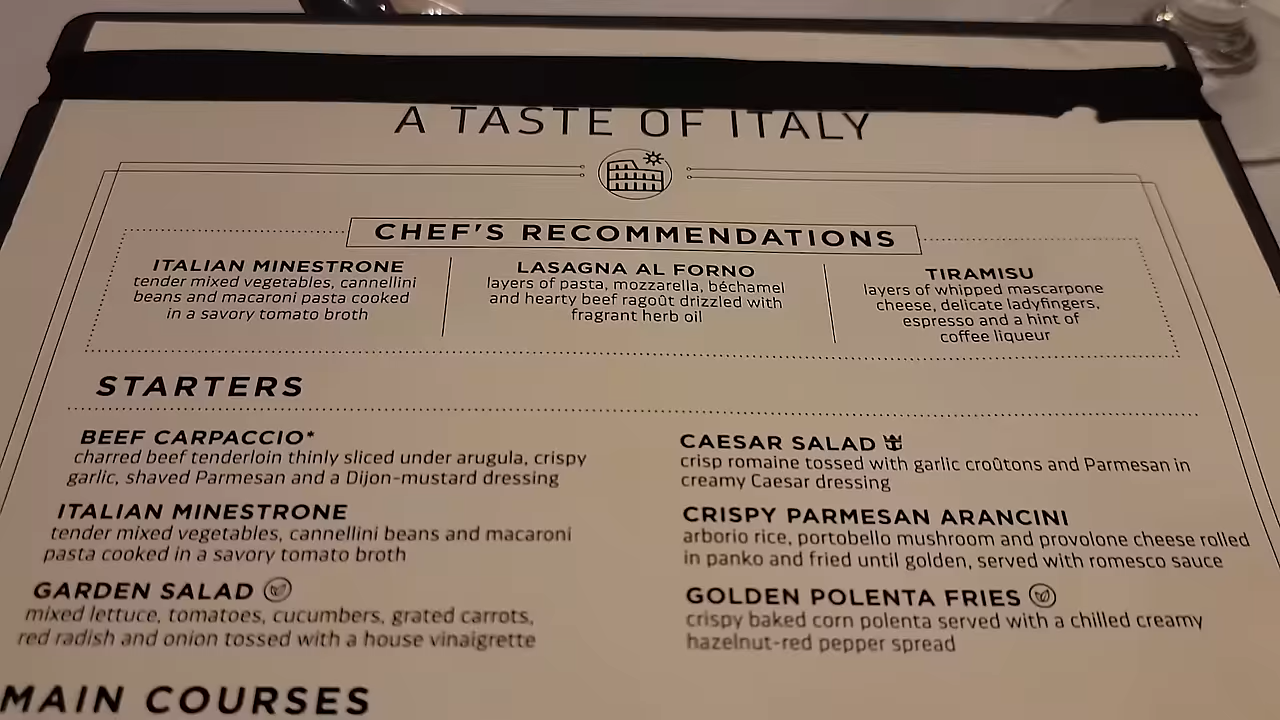 A TASTE OF ITALY
CHEF'S RECOMMENDATIONS
ITALIAN MINESTRONE
tender mixed vegetables, cannellini
beans and macaroni pasta cooked
in a savory tomato broth
LASAGNA AL FORNO
layers of pasta, mozzarella, béchamel
and hearty beef ragoût drizzled with
fragrant herb oil
TIRAMISU
layers of whipped mascarpone
cheese, delicate ladyfingers,
espresso and a hint of
coffee liqueur
STARTERS
BEEF CARPACCIO*
charred beef tenderloin thinly sliced under arugula, crispy
garlic, shaved Parmesan and a Dijon-mustard dressing
ITALIAN MINESTRONE
tender mixed vegetables, cannellini beans and macaroni
pasta cooked in a savory tomato broth
GARDEN SALAD
mixed lettuce, tomatoes, cucumbers, grated carrots,
red radish and onion tossed with a house vinaigrette
CAESAR SALAD
crisp romaine tossed with garlic croûtons and Parmesan in
creamy Caesar dressing
CRISPY PARMESAN ARANCINI
arborio rice, portobello mushroom and provolone cheese rolled
in panko and fried until golden, served with romesco sauce
GOLDEN POLENTA FRIES
crispy baked corn polenta served with a chilled creamy
hazelnut-red pepper spread
MAIN COURSES